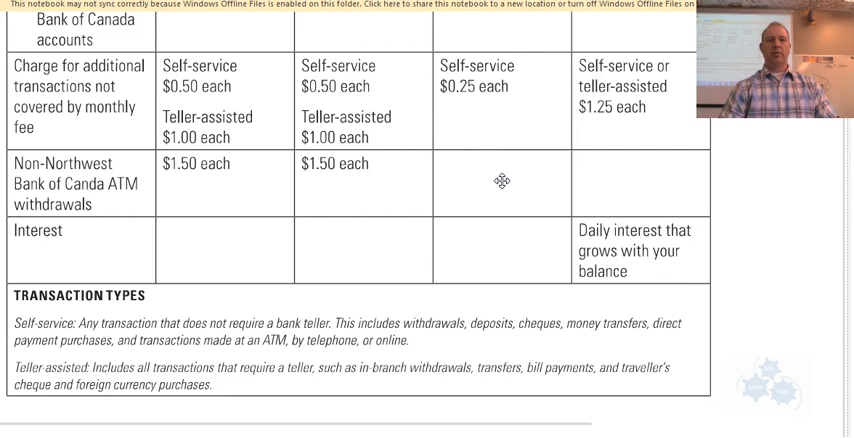 This notebook may not sync correctly because Windows Offline Files is enabled on this folder. Click here to share this notebook to a new location or turn off Windows Offline Files on
Bank of Canada
accounts
Charge for additional
transactions not
covered by monthly
fee
Self-service
$0.50 each
Teller-assisted
$1.00 each
Self-service
$0.50 each
Teller-assisted
$1.00 each
Self-service
$0.25 each
Self-service or
teller-assisted
$1.25 each
Non-Northwest
Bank of Canda ATM
withdrawals
$1.50 each
$1.50 each
Interest
Daily interest that
grows with your
balance
TRANSACTION TYPES
Self-service: Any transaction that does not require a bank teller. This includes withdrawals, deposits, cheques, money transfers, direct
payment purchases, and transactions made at an ATM, by telephone, or online.
Teller-assisted: Includes all transactions that require a teller, such as in-branch withdrawals, transfers, bill payments, and traveller's
cheque and foreign currency purchases.